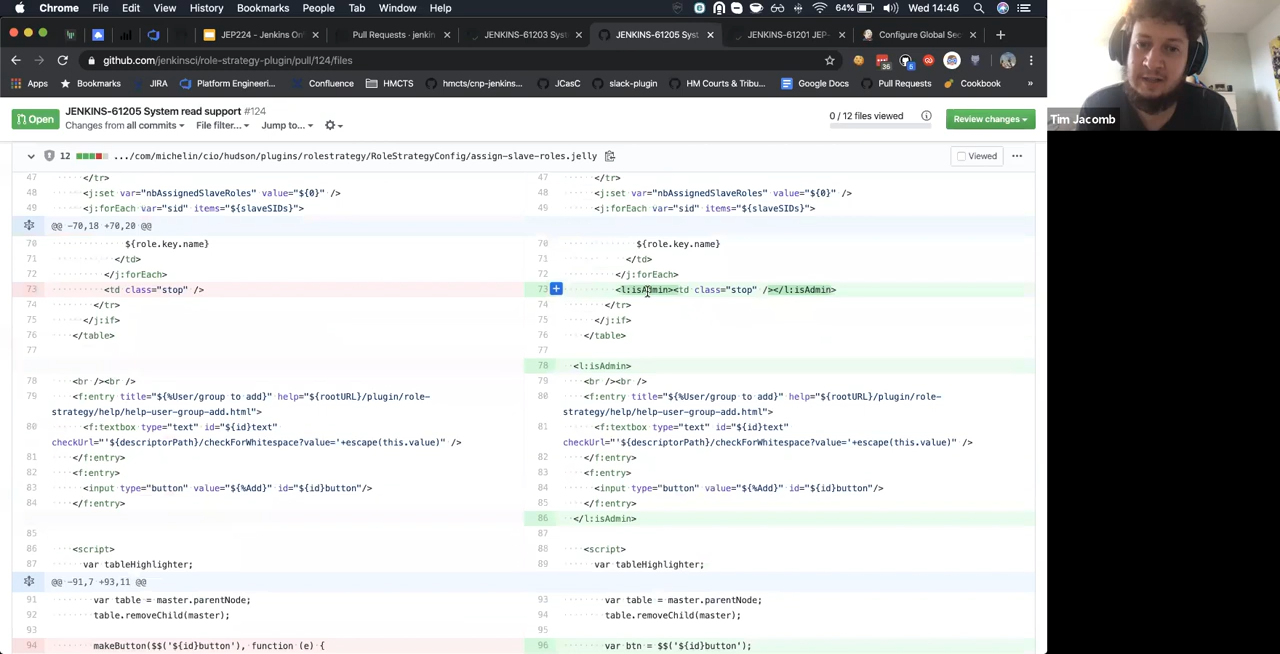 Chrome File Edit View History Bookmarks People Tab Window Help 64% Wed 14:46
JEP224 - Jenkins On Pull Requests · jenkin JENKINS-61203 Syst JENKINS-61205 Syst JENKINS-61201 JEP- Configure Global Sec
github.com/jenkinsci/role-strategy-plugin/pull/124/files 36 5
Apps Bookmarks JIRA Platform Engineeri... Confluence HMCTS hmcts/cnp-jenkins... JCasC slack-plugin HM Courts & Tribu... Google Docs Pull Requests Cookbook »
Open
JENKINS-61205 System read support #124
Changes from all commits File filter... Jump to...
0 / 12 files viewed
Review changes
Tim Jacomb
12 .../com/michelin/cio/hudson/plugins/rolestrategy/RoleStrategyConfig/assign-slave-roles.jelly Viewed ...
47 </tr> 47 </tr>
48 <j:set var="nbAssignedSlaveRoles" value="${0}" /> 48 <j:set var="nbAssignedSlaveRoles" value="${0}" />
49 <j:forEach var="sid" items="${slaveSIDs}"> 49 <j:forEach var="sid" items="${slaveSIDs}">
@@ -70,18 +70,20 @@
70 ${role.key.name} 70 ${role.key.name}
71 </td> 71 </td>
72 </j:forEach> 72 </j:forEach>
73 <td class="stop" /> 73 <l:isAdmin><td class="stop" /></l:isAdmin>
74 </tr> 74 </tr>
75 </j:if> 75 </j:if>
76 </table> 76 </table>
77 77
78 <l:isAdmin>
78 <br /><br /> 79 <br /><br />
79 <f:entry title="${%User/group to add}" help="${rootURL}/plugin/role- 80 <f:entry title="${%User/group to add}" help="${rootURL}/plugin/role-
strategy/help/help-user-group-add.html"> strategy/help/help-user-group-add.html">
80 <f:textbox type="text" id="${id}text" 81 <f:textbox type="text" id="${id}text"
checkUrl="'${descriptorPath}/checkForWhitespace?value='+escape(this.value)" /> checkUrl="'${descriptorPath}/checkForWhitespace?value='+escape(this.value)" />
81 </f:entry> 82 </f:entry>
82 <f:entry> 83 <f:entry>
83 <input type="button" value="${%Add}" id="${id}button"/> 84 <input type="button" value="${%Add}" id="${id}button"/>
84 </f:entry> 85 </f:entry>
86 </l:isAdmin>
85 87
86 <script> 88 <script>
87 var tableHighlighter; 89 var tableHighlighter;
@@ -91,7 +93,11 @@
91 var table = master.parentNode; 93 var table = master.parentNode;
92 table.removeChild(master); 94 table.removeChild(master);
93 95
94 makeButton($$('${id}button'), function (e) { 96 var btn = $$('${id}button');